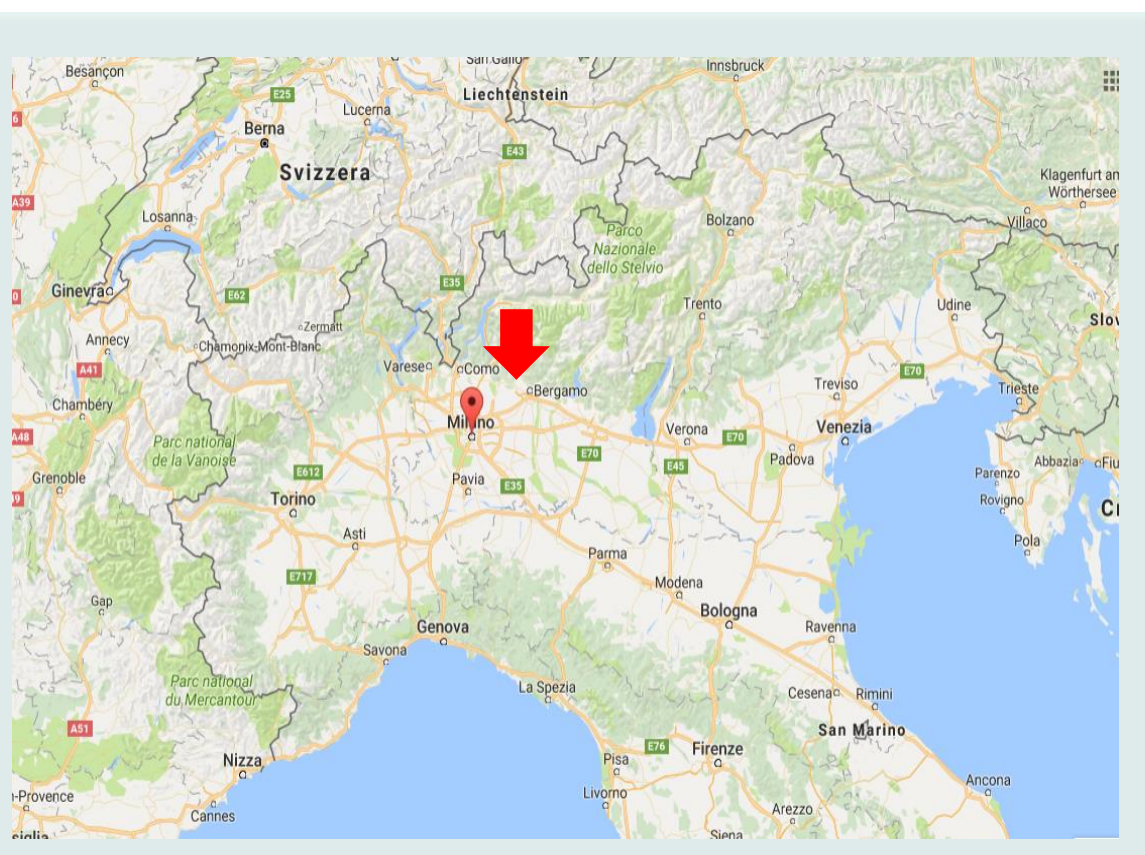 Besançon
San Gallo
Innsbruck
Liechtenstein
E25
Lucerna
Berna
E43
Svizzera
Klagenfurt am
Wörthersee
A39
Losanna
Parco
Nazionale
dello Stelvio
Bolzano
Villaco
Ginevra
E62
E35
Trento
Udine
Zermatt
Annecy
Chamonix-Mont-Blanc
Varese
Como
A41
E70
Bergamo
Treviso
Trieste
Chambéry
Milano
Verona
E70
Venezia
A48
Parc national
de la Vanoise
E70
E45
Padova
Abbazia
Grenoble
E612
Pavia
E35
Parenzo
Torino
Rovigno
Asti
Pola
Parma
E717
Modena
Gap
Bologna
Genova
Ravenna
Savona
Parc national
du Mercantour
La Spezia
Cesena
Rimini
A51
San Marino
E76
Firenze
Nizza
Pisa
Ancona
Livorno
-Provence
Cannes
Arezzo
Siena